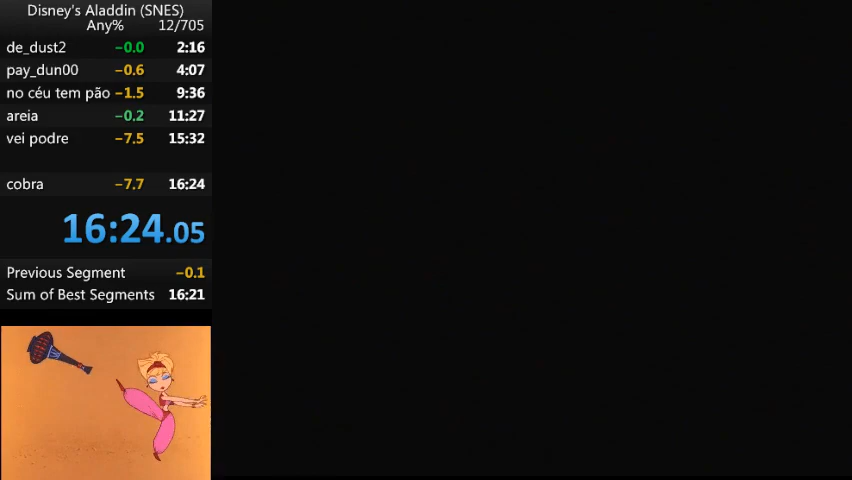 Disney's Aladdin (SNES)
Any% 12/705
de_dust2 −0.0 2:16
pay_dun00 −0.6 4:07
no céu tem pão −1.5 9:36
areia −0.2 11:27
vei podre −7.5 15:32
cobra −7.7 16:24
16:24.05
Previous Segment −0.1
Sum of Best Segments 16:21